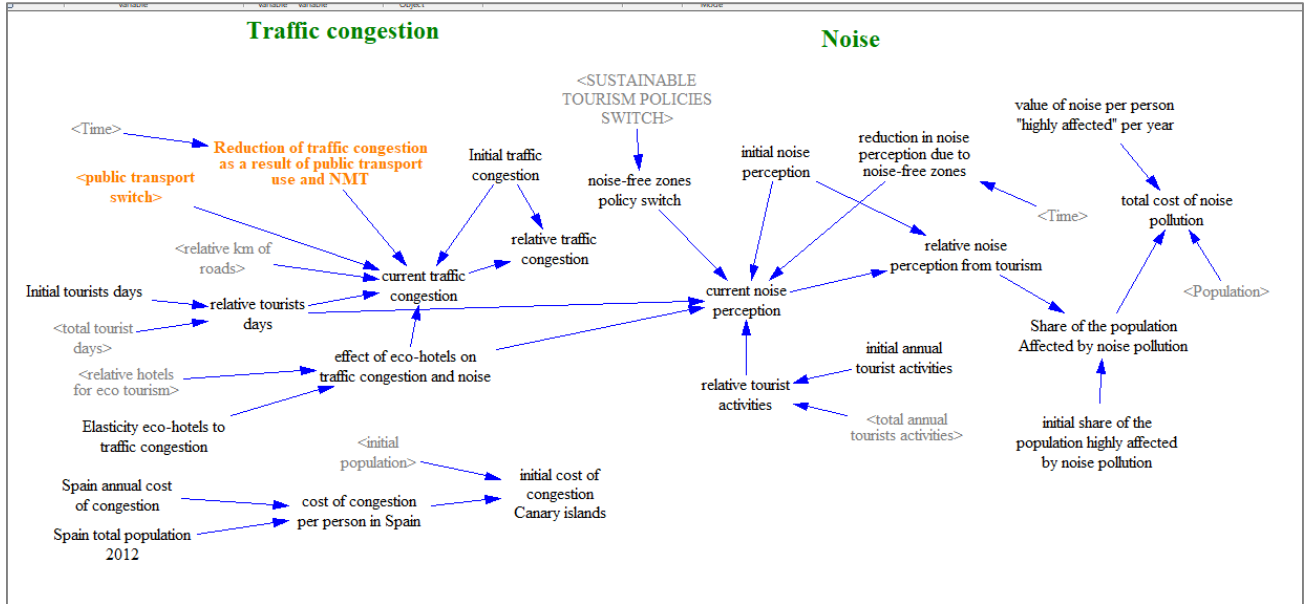 Variable
Variable
Variable
Object
Mode
Traffic congestion
Noise
<SUSTAINABLE
TOURISM POLICIES
SWITCH>
<Time>
Reduction of traffic congestion
as a result of public transport
use and NMT
<public transport
switch>
Initial traffic
congestion
noise-free zones
policy switch
initial noise
perception
reduction in noise
perception due to
noise-free zones
value of noise per person
"highly affected" per year
<Time>
total cost of noise
pollution
<relative km of
roads>
relative traffic
congestion
relative noise
perception from tourism
current traffic
congestion
Initial tourists days
relative tourists
days
current noise
perception
<Population>
<total tourist
days>
Share of the population
Affected by noise pollution
effect of eco-hotels on
traffic congestion and noise
<relative hotels
for eco tourism>
initial annual
tourist activities
relative tourist
activities
Elasticity eco-hotels to
traffic congestion
<total annual
tourists activities>
initial share of the
population highly affected
by noise pollution
<initial
population>
initial cost of
congestion
Canary islands
Spain annual cost
of congestion
cost of congestion
per person in Spain
Spain total population
2012